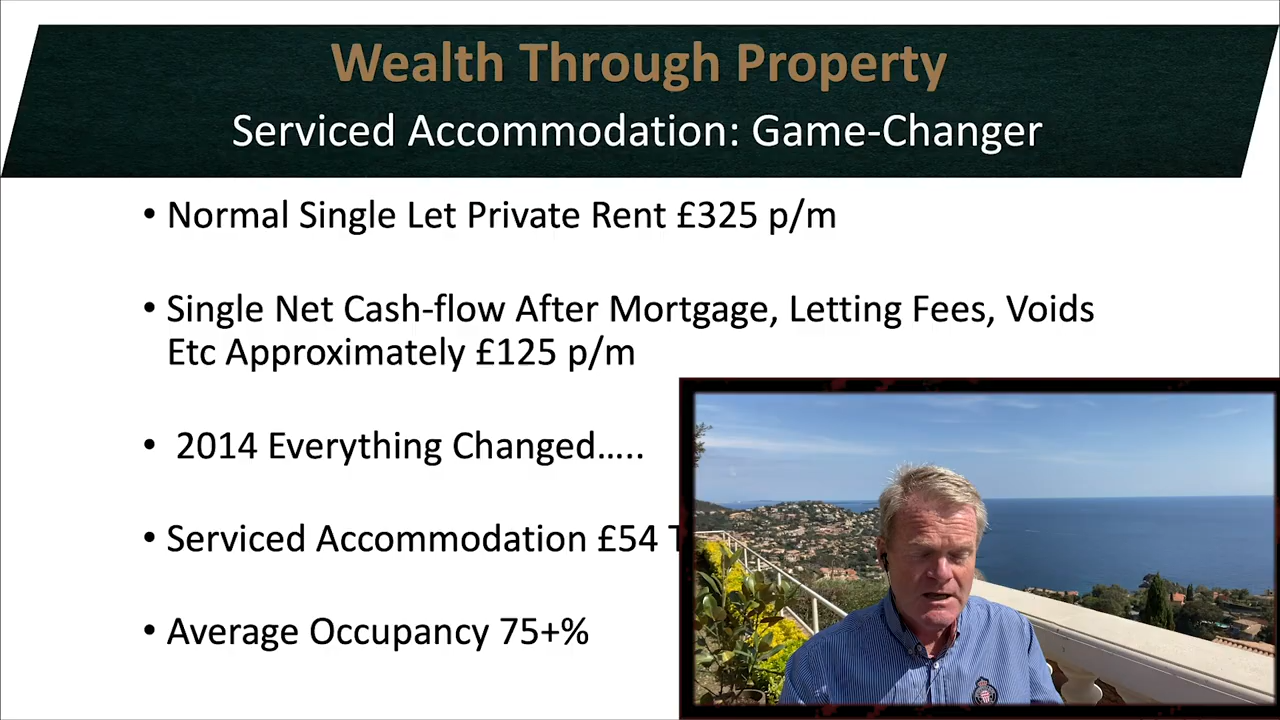 Wealth Through Property
Serviced Accommodation: Game-Changer
• Normal Single Let Private Rent £325 p/m
• Single Net Cash-flow After Mortgage, Letting Fees, Voids
Etc Approximately £125 p/m
• 2014 Everything Changed…..
• Serviced Accommodation £54
• Average Occupancy 75+%